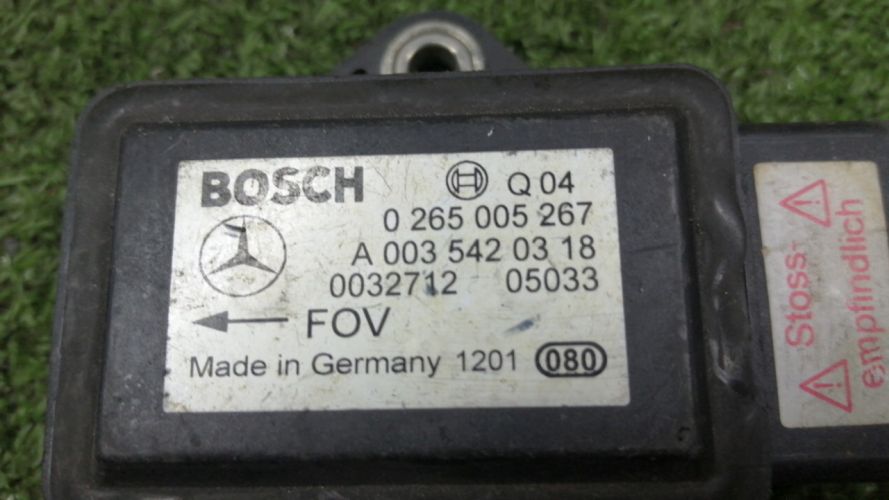 BOSCH Q 04
0 265 005 267
A 003 542 03 18
0032712 05033
FOV
Made in Germany 1201 080
Stoss-
empfindlich